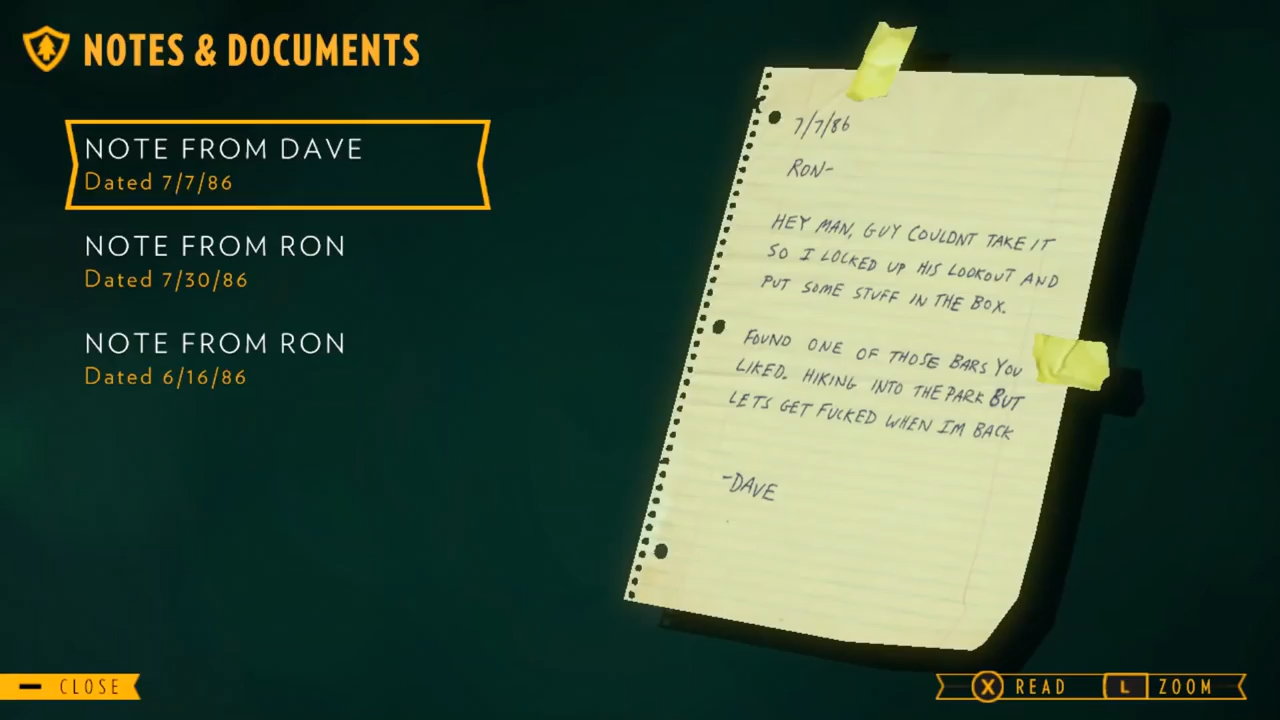 NOTES & DOCUMENTS
NOTE FROM DAVE
Dated 7/7/86
NOTE FROM RON
Dated 7/30/86
NOTE FROM RON
Dated 6/16/86
7/7/86
RON-
HEY MAN, GUY COULDNT TAKE IT
SO I LOCKED UP HIS LOOKOUT AND
PUT SOME STUFF IN THE BOX.
FOUND ONE OF THOSE BARS YOU
LIKED. HIKING INTO THE PARK BUT
LETS GET FUCKED WHEN IM BACK
-DAVE
CLOSE
X READ L ZOOM